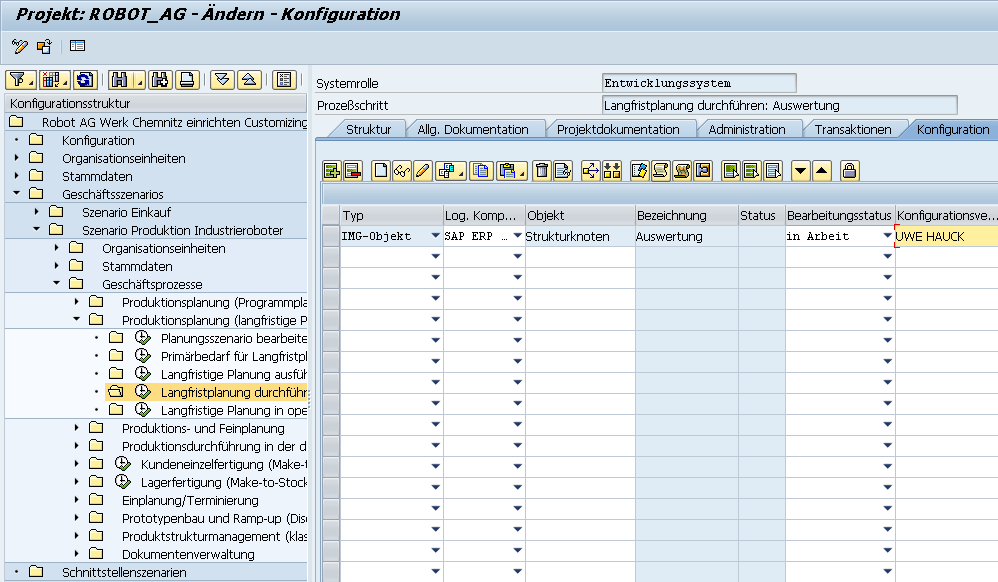 Projekt: ROBOT_AG - Ändern - Konfiguration
Systemrolle Entwicklungssystem
Prozeßschritt Langfristplanung durchführen: Auswertung
Struktur Allg. Dokumentation Projektdokumentation Administration Transaktionen Konfiguration
Konfigurationsstruktur
Robot AG Werk Chemnitz einrichten Customizing
Konfiguration
Organisationseinheiten
Stammdaten
Geschäftsszenarios
Szenario Einkauf
Szenario Produktion Industrieroboter
Organisationseinheiten
Stammdaten
Geschäftsprozesse
Produktionsplanung (Programmpla
Produktionsplanung (langfristige P
Planungsszenario bearbeite
Primärbedarf für Langfristpl
Langfristige Planung ausfüh
Langfristplanung durchführ
Langfristige Planung in ope
Produktions- und Feinplanung
Produktionsdurchführung in der d
Kundeneinzelfertigung (Make-t
Lagerfertigung (Make-to-Stock
Einplanung/Terminierung
Prototypenbau und Ramp-up (Disc
Produktstrukturmanagement (klas
Dokumentenverwaltung
Schnittstellenszenarien
Typ Log. Komp... Objekt Bezeichnung Status Bearbeitungsstatus Konfigurationsve...
IMG-Objekt SAP ERP … Strukturknoten Auswertung in Arbeit UWE HAUCK